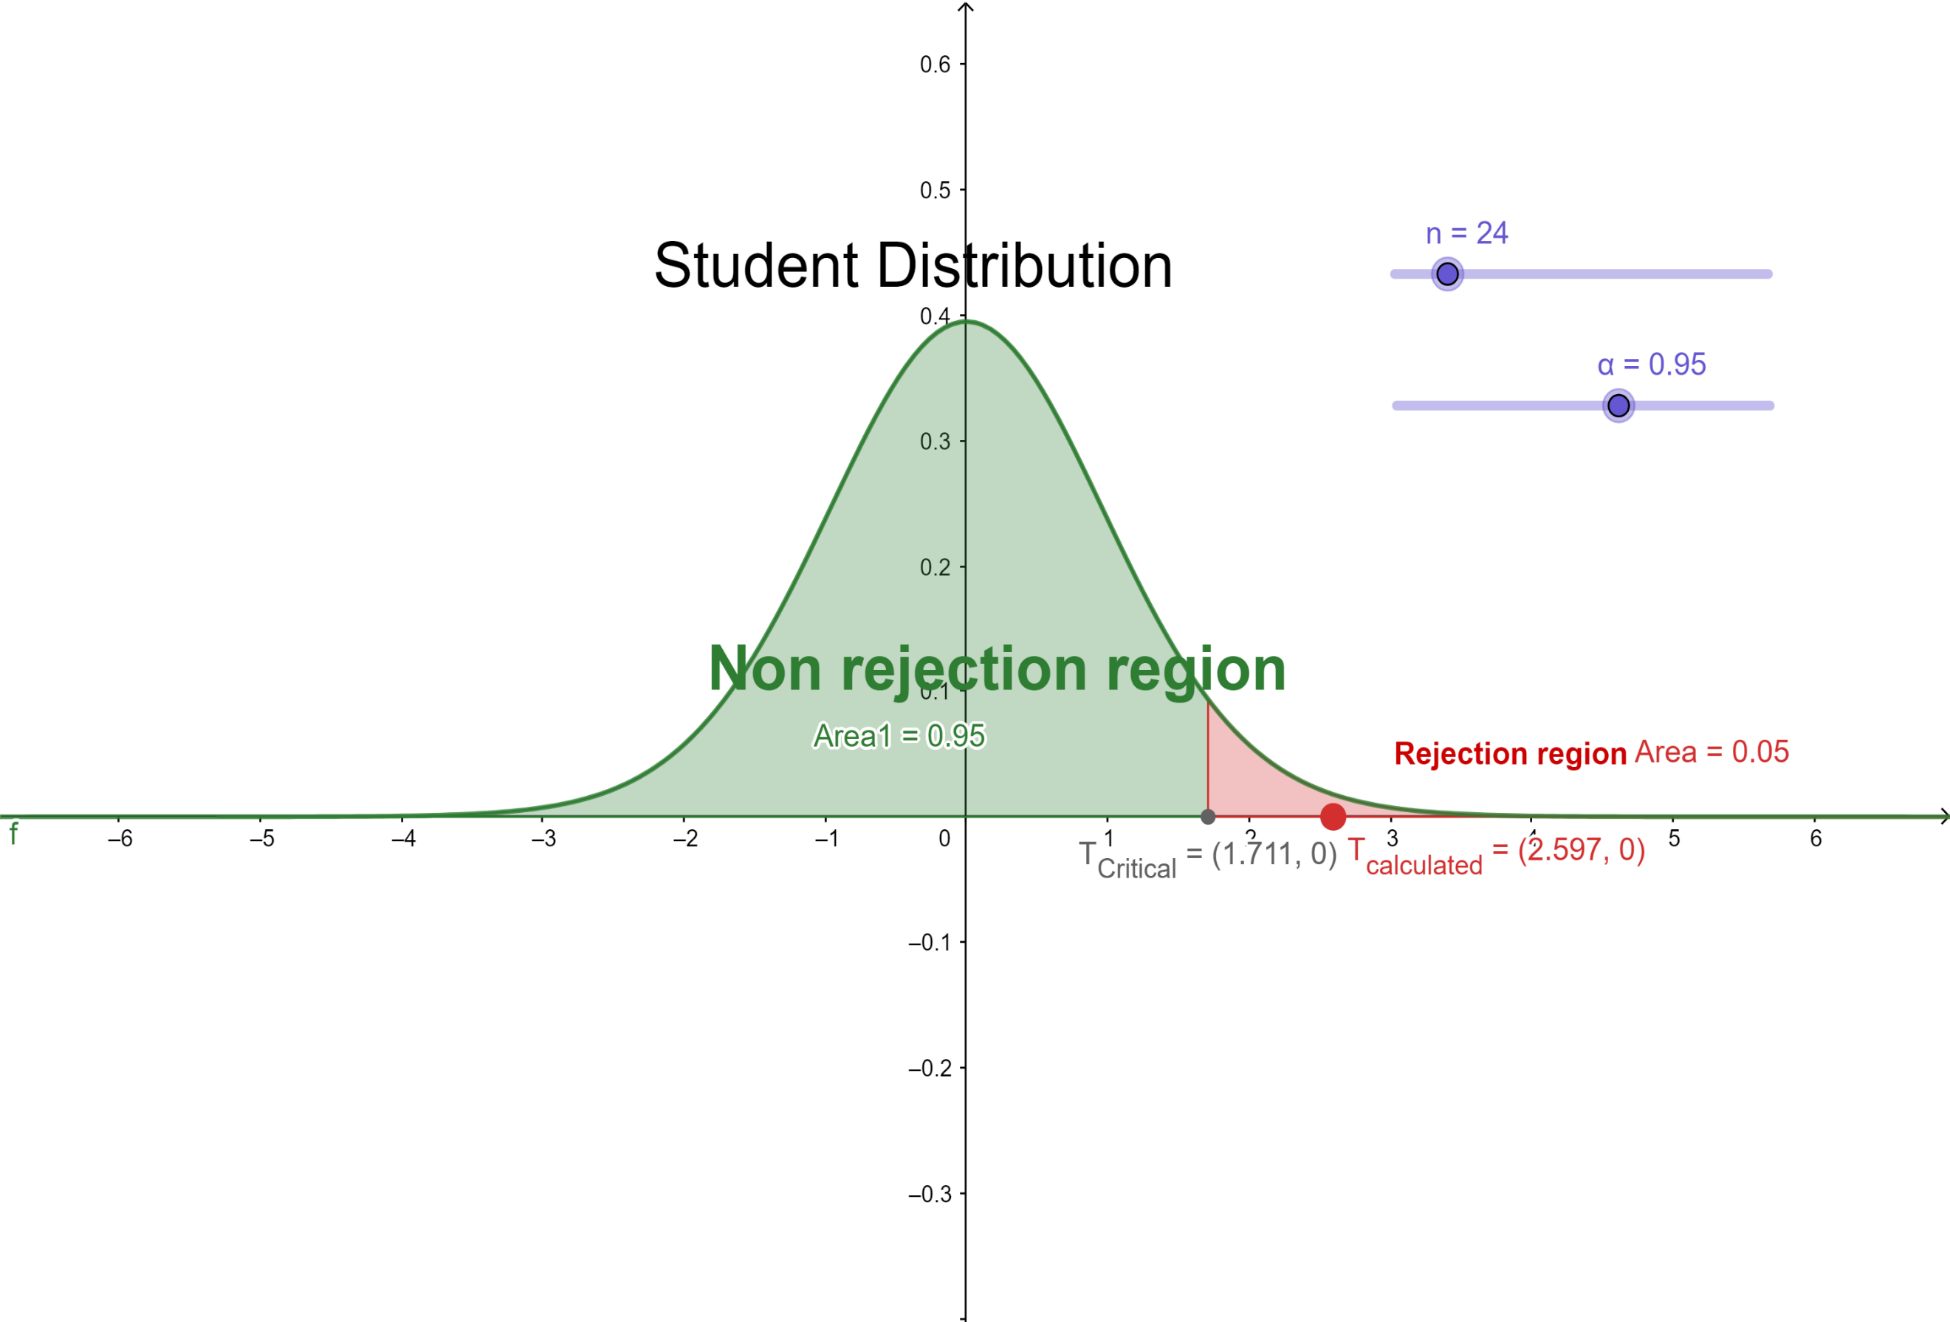 0.6
0.5
n = 24
Student Distribution
0.4
α = 0.95
0.3
0.2
Non rejection region
0.1
Area1 = 0.95
Rejection region Area = 0.05
f
–6 –5 –4 –3 –2 –1 0 1 2 3 4 5 6
TCritical = (1.711, 0) Tcalculated = (2.597, 0)
–0.1
–0.2
–0.3